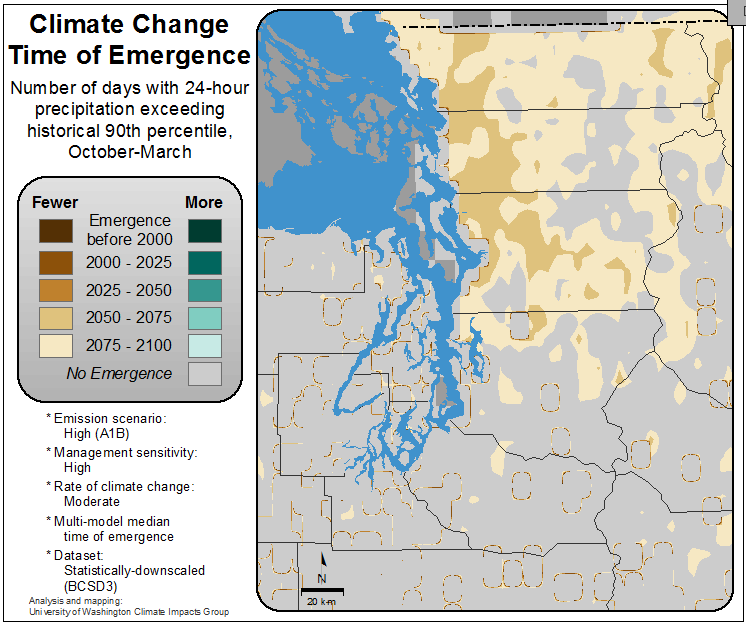 Climate Change
Time of Emergence
Number of days with 24-hour
precipitation exceeding
historical 90th percentile,
October-March
Fewer More
Emergence
before 2000
2000 - 2025
2025 - 2050
2050 - 2075
2075 - 2100
No Emergence
* Emission scenario:
High (A1B)
* Management sensitivity:
High
* Rate of climate change:
Moderate
* Multi-model median
time of emergence
* Dataset:
Statistically-downscaled
(BCSD3)
Analysis and mapping:
University of Washington Climate Impacts Group
N
20 km